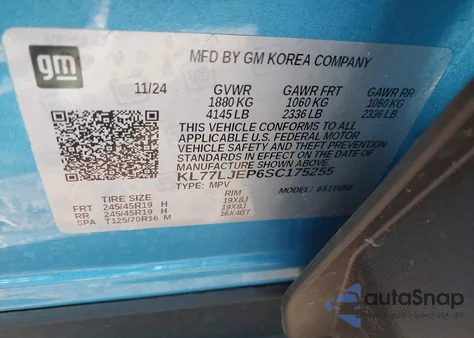 gm
MFD BY GM KOREA COMPANY
11/24 GVWR GAWR FRT GAWR RR
1880 KG 1060 KG 1060 KG
4145 LB 2336 LB 2336 LB
THIS VEHICLE CONFORMS TO ALL
APPLICABLE U.S. FEDERAL MOTOR
VEHICLE SAFETY AND THEFT PREVENTION
STANDARDS IN EFFECT ON THE DATE OF
MANUFACTURE SHOWN ABOVE.
KL77LJEP6SC175255
TYPE: MPV MODEL:
TIRE SIZE RIM
FRT 245/45R19 H 19X8J
RR 245/45R19 H 19X8J
SPA T125/70R16 M 16X4BT
autaSnap